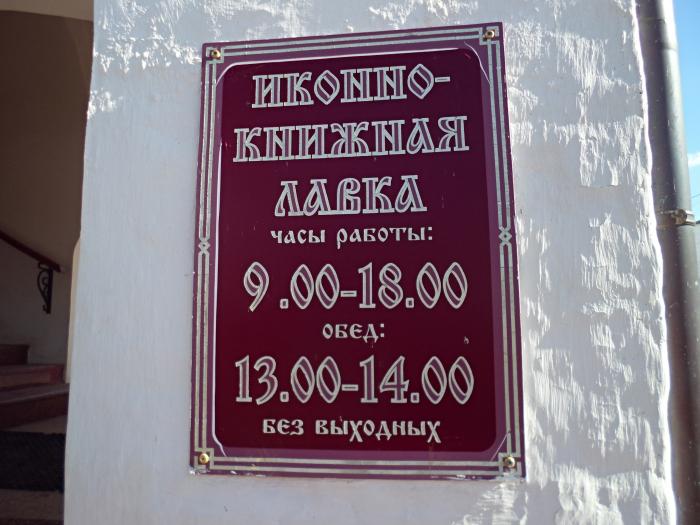 ИКОННО-
КНИЖНАЯ
ЛАВКА
ЧАСЫ РАБОТЫ:
9.00-18.00
ОБЕД:
13.00-14.00
БЕЗ ВЫХОДНЫХ